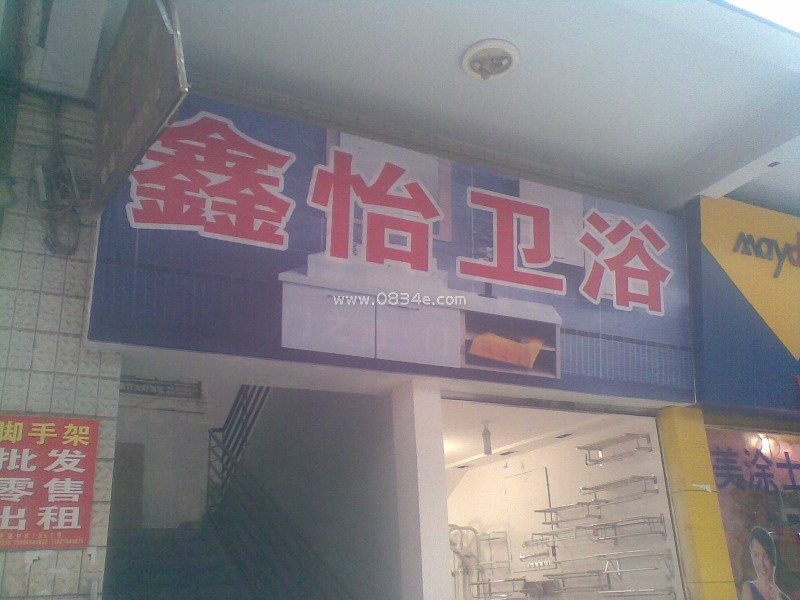 鑫怡卫浴
www.0834e.com
may
美涂士
脚手架
批发
零售
出租